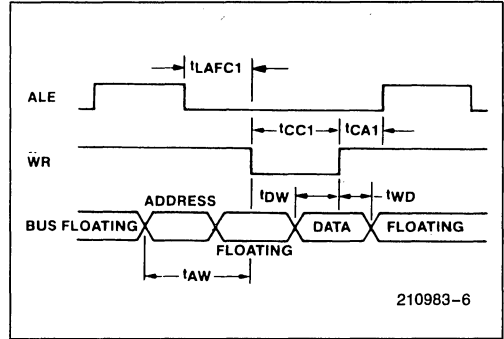 tLAFC1
ALE
tCC1 tCA1
WR
ADDRESS tDW tWD
BUS FLOATING DATA FLOATING
FLOATING
tAW
210983-6